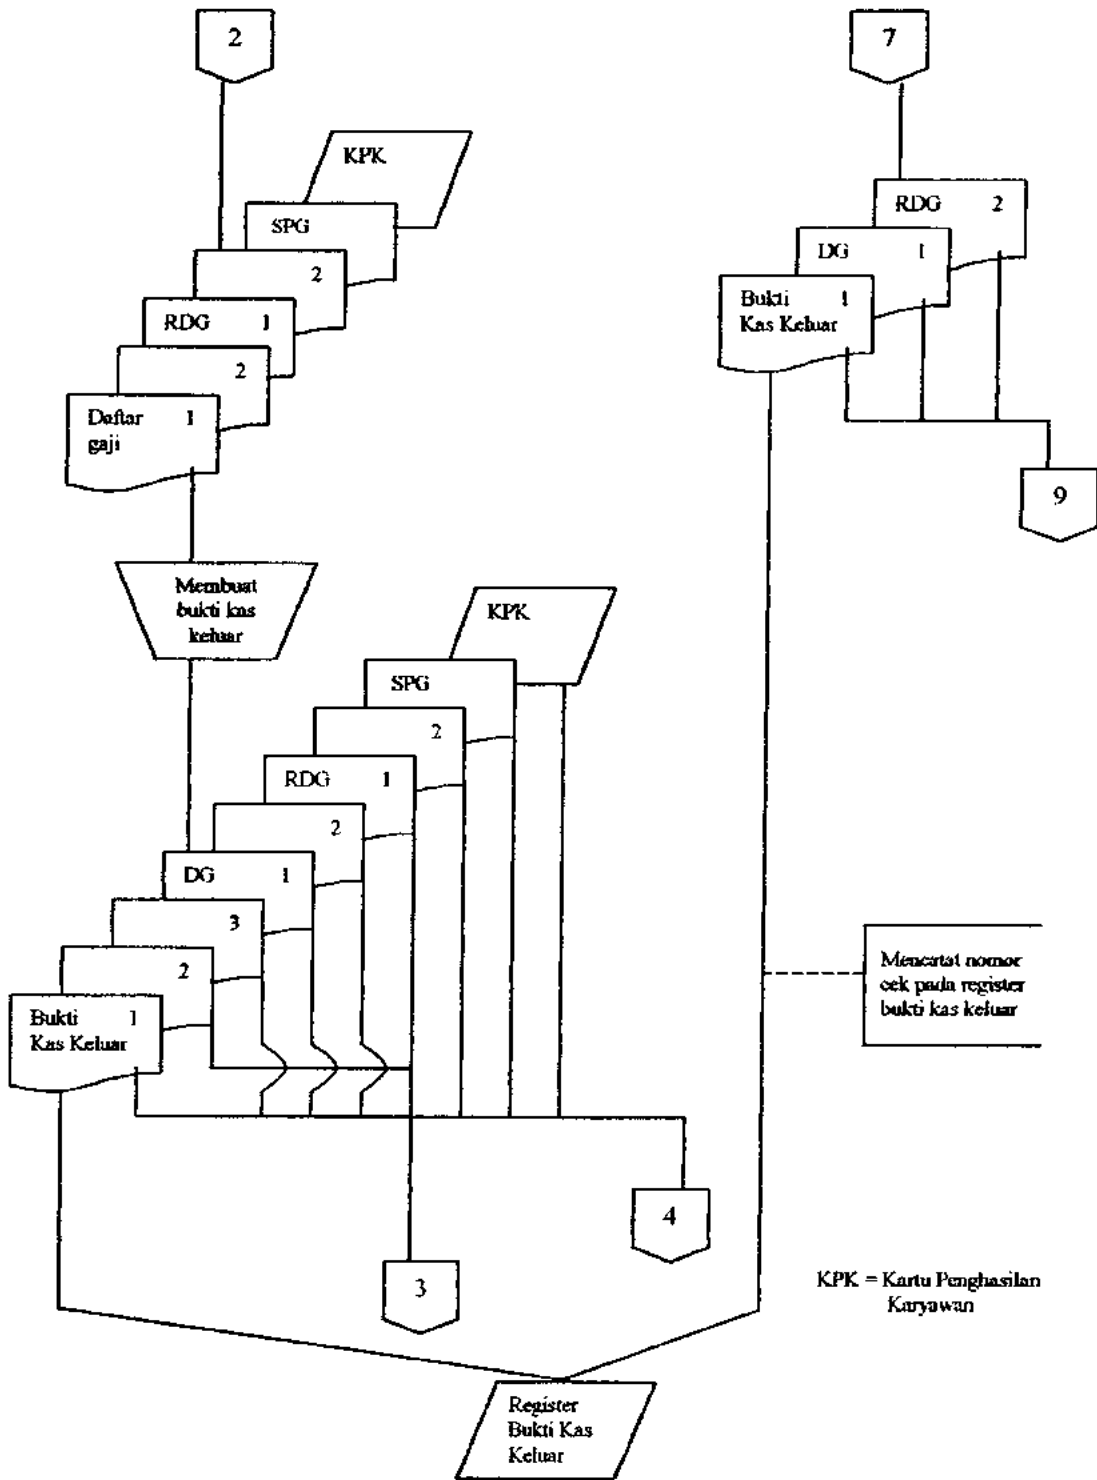 2
7
KPK
SPG
2
RDG 1
2
Daftar 1
gaji
RDG 2
DG 1
Bukti 1
Kas Keluar
9
Membuat
bukti kas
keluar
KPK
SPG
2
RDG 1
2
DG 1
3
2
Bukti 1
Kas Keluar
Mencatat nomor
cek pada register
bukti kas keluar
4
3
KPK = Kartu Penghasilan
Karyawan
Register
Bukti Kas
Keluar